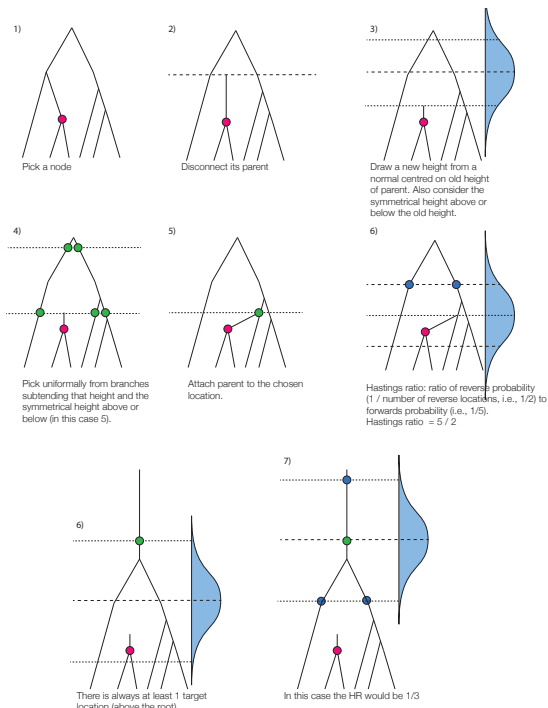 1)
2)
3)
Pick a node
Disconnect its parent
Draw a new height from a
normal centred on old height
of parent. Also consider the
symmetrical height above or
below the old height.
4)
5)
6)
Pick uniformally from branches
subtending that height and the
symmetrical height above or
below (in this case 5).
Attach parent to the chosen
location.
Hastings ratio: ratio of reverse probability
(1 / number of reverse locations, i.e., 1/2) to
forwards probability (i.e., 1/5).
Hastings ratio = 5 / 2
6)
7)
There is always at least 1 target
location (above the root)
In this case the HR would be 1/3